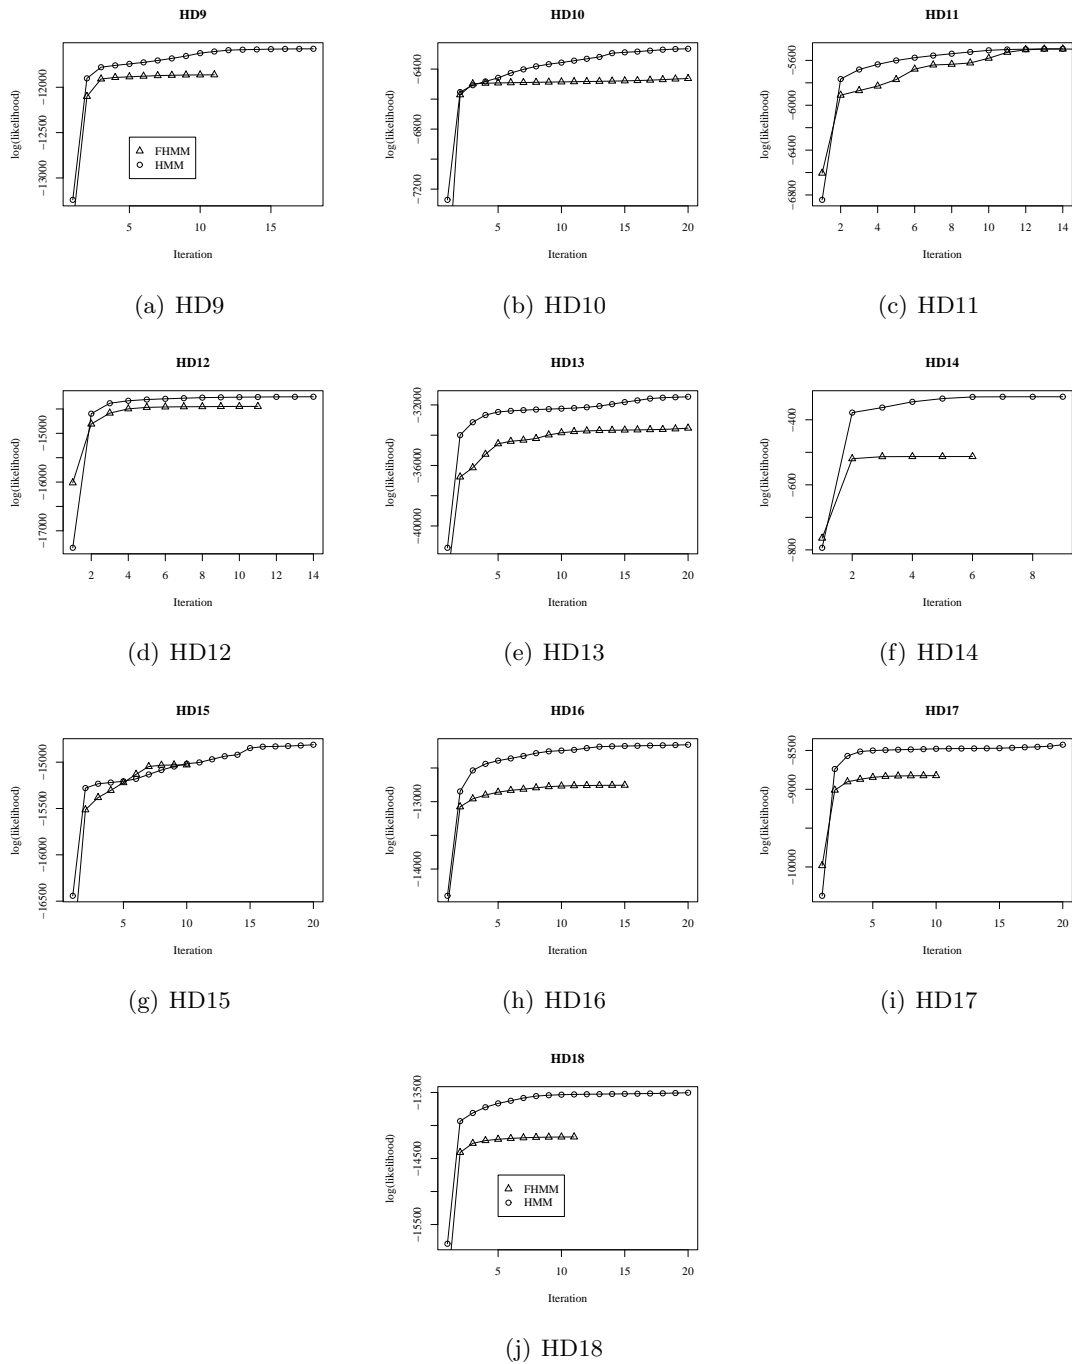 HD9
HD10
HD11
log(likelihood)
−13000 −12500 −12000
FHMM
HMM
5 10 15
Iteration
log(likelihood)
−7200 −6800 −6400
5 10 15 20
Iteration
log(likelihood)
−6800 −6400 −6000 −5600
2 4 6 8 10 12 14
Iteration
(a) HD9
(b) HD10
(c) HD11
HD12
HD13
HD14
log(likelihood)
−17000 −16000 −15000
2 4 6 8 10 12 14
Iteration
log(likelihood)
−40000 −36000 −32000
5 10 15 20
Iteration
log(likelihood)
−800 −600 −400
2 4 6 8
Iteration
(d) HD12
(e) HD13
(f) HD14
HD15
HD16
HD17
log(likelihood)
−16500 −16000 −15500 −15000
5 10 15 20
Iteration
log(likelihood)
−14000 −13000
5 10 15 20
Iteration
log(likelihood)
−10000 −9000 −8500
5 10 15 20
Iteration
(g) HD15
(h) HD16
(i) HD17
HD18
log(likelihood)
−15500 −14500 −13500
FHMM
HMM
5 10 15 20
Iteration
(j) HD18